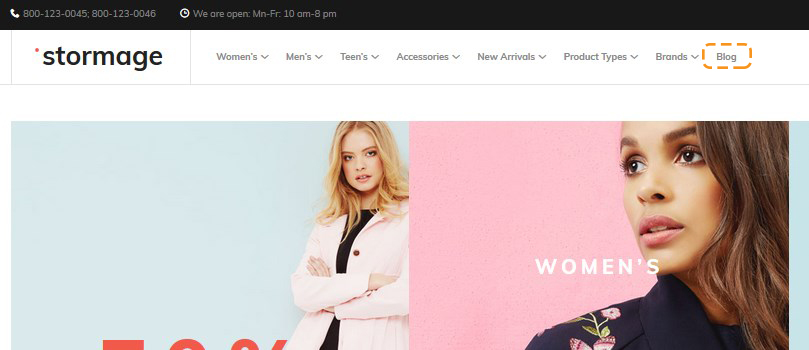 800-123-0045; 800-123-0046 We are open: Mn-Fr: 10 am-8 pm
stormage Women's Men's Teen's Accessories New Arrivals Product Types Brands Blog
WOMEN'S